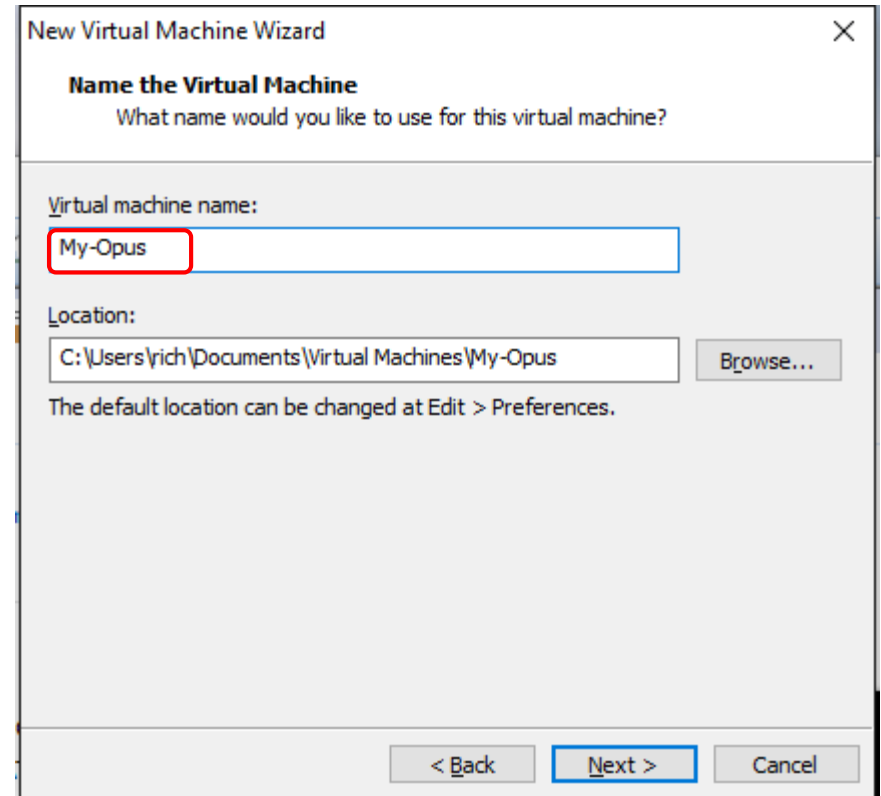 New Virtual Machine Wizard
Name the Virtual Machine
What name would you like to use for this virtual machine?
Virtual machine name:
My-Opus
Location:
C:\Users\rich\Documents\Virtual Machines\My-Opus
Browse...
The default location can be changed at Edit > Preferences.
< Back
Next >
Cancel